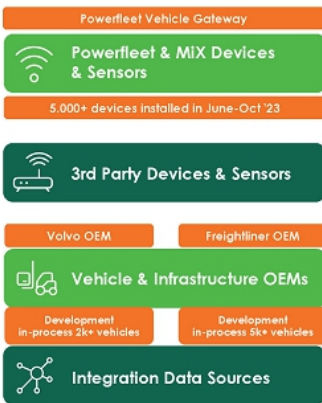 Powerfleet Vehicle Gateway
Powerfleet & MiX Devices
& Sensors
5.000+ devices installed in June-Oct '23
3rd Party Devices & Sensors
Volvo OEM
Freightliner OEM
Vehicle & Infrastructure OEMs
Development
in-process 2k+ vehicles
Development
in-process 5k+ vehicles
Integration Data Sources